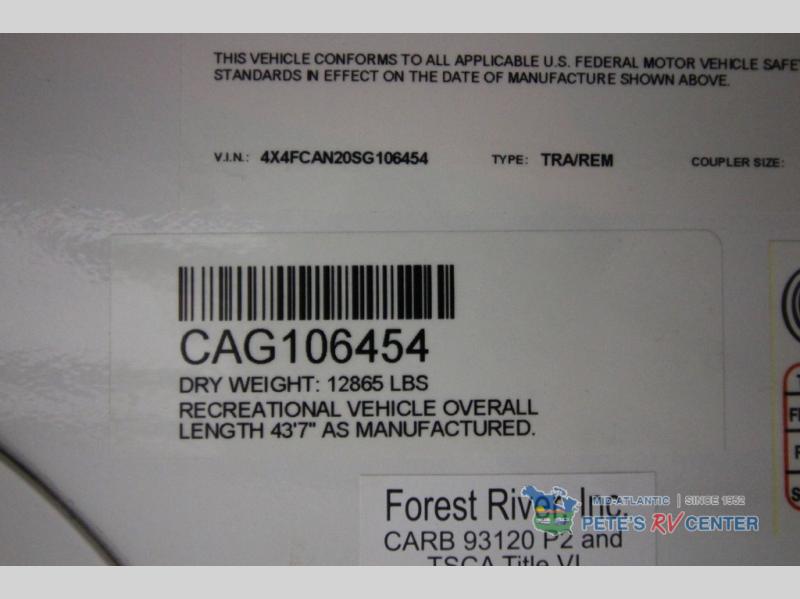 THIS VEHICLE CONFORMS TO ALL APPLICABLE U.S. FEDERAL MOTOR VEHICLE SAFE
STANDARDS IN EFFECT ON THE DATE OF MANUFACTURE SHOWN ABOVE.
V.I.N.: 4X4FCAN20SG106454 TYPE: TRA/REM COUPLER SIZE:
CAG106454
DRY WEIGHT: 12865 LBS
RECREATIONAL VEHICLE OVERALL
LENGTH 43'7" AS MANUFACTURED.
Forest River, Inc.
CARB 93120 P2 and
TSCA Title VI
MID-ATLANTIC | SINCE 1952
PETE'S RV CENTER